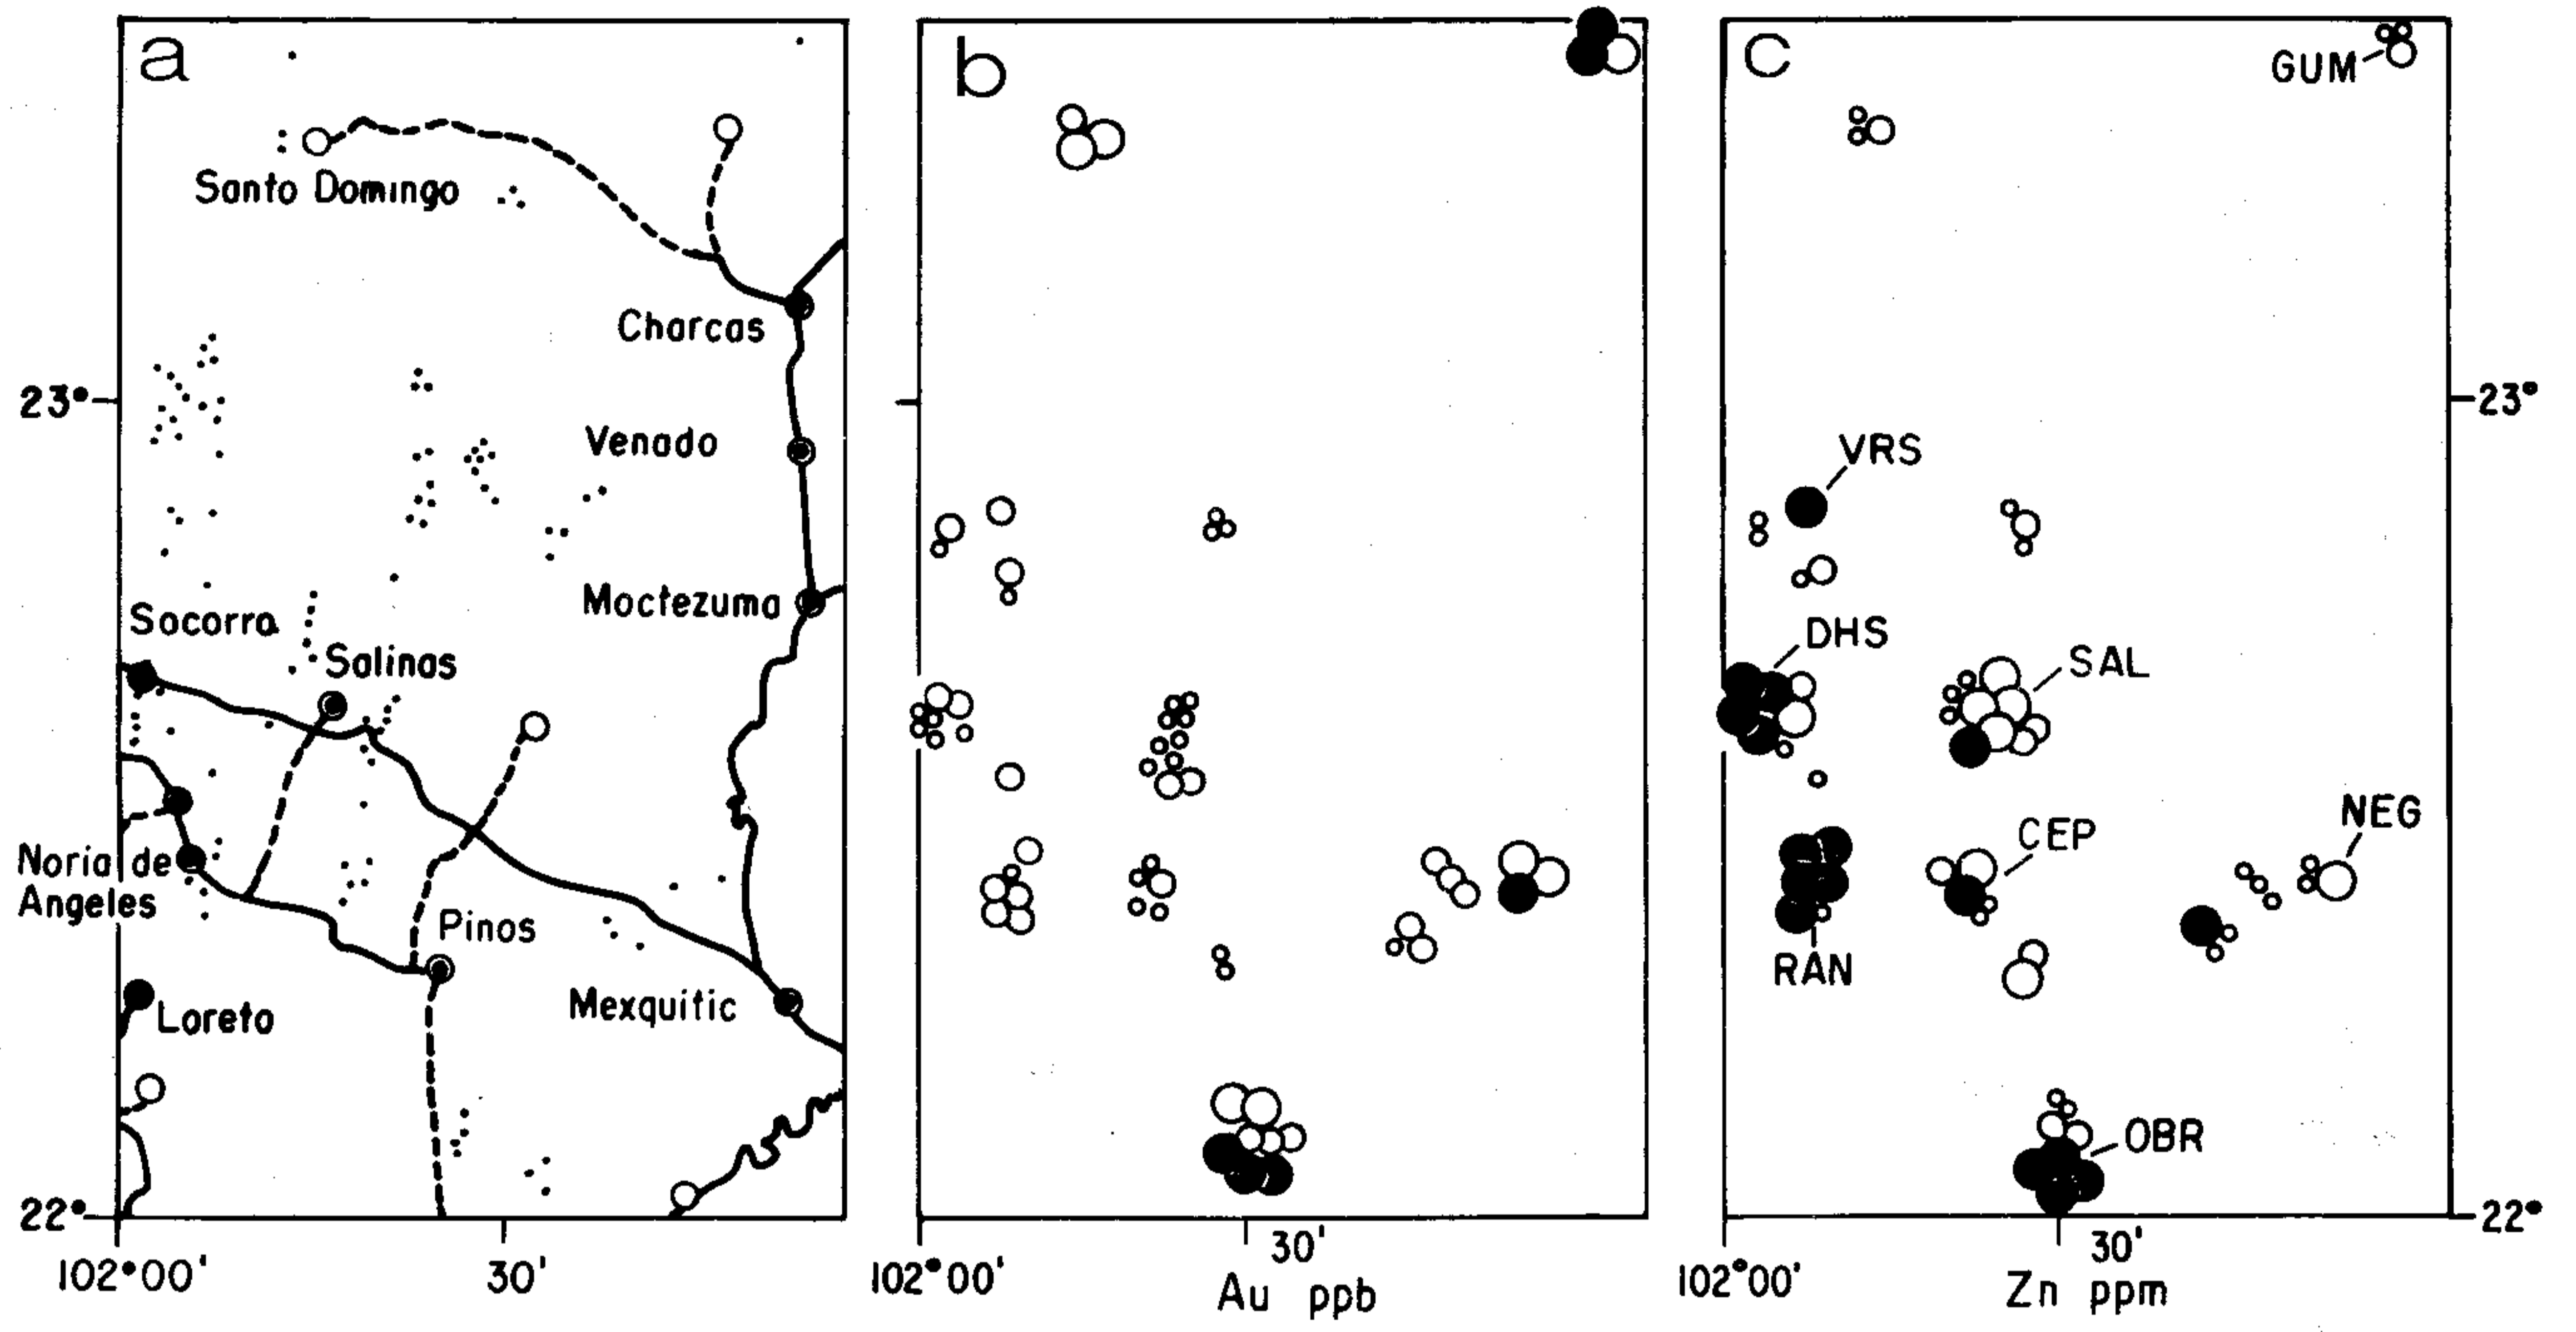 a
Santo Domingo
Charcas
23°
Venado
Moctezuma
Socorra
Salinas
Noria de
Angeles
Pinos
Mexquitic
Loreto
22°
102°00'
30'
b
102°00'
30'
Au ppb
c
GUM
23°
VRS
DHS
SAL
NEG
CEP
RAN
OBR
22°
102°00'
30'
Zn ppm